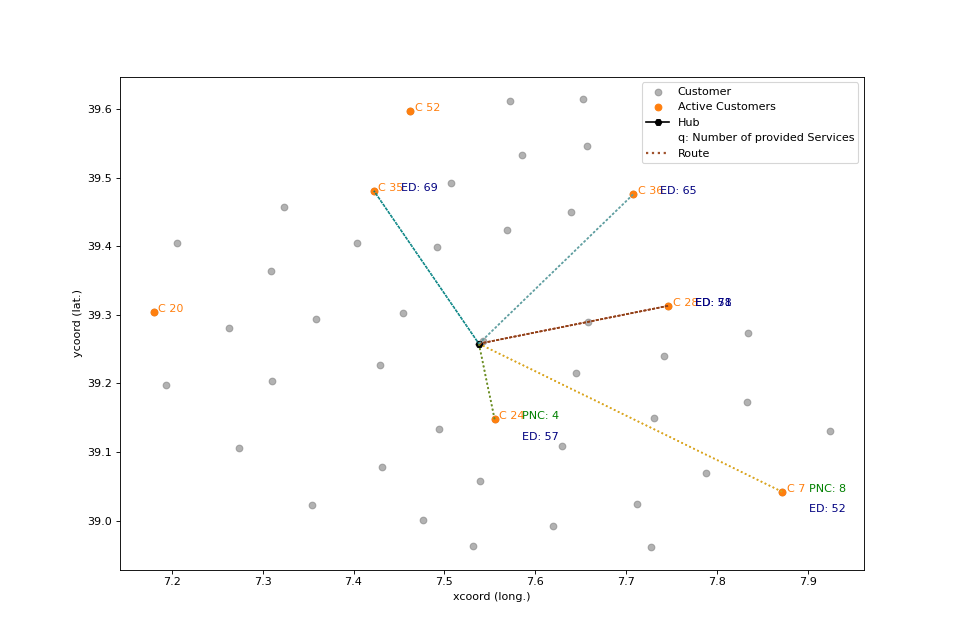 Customer
Active Customers
Hub
q: Number of provided Services
Route
39.6
39.5
39.4
39.3
39.2
39.1
39.0
ycoord (lat.)
C 52
C 35 ED: 69
C 36 ED: 65
C 20
C 28 ED:
C 24 PNC: 4
ED: 57
C 7 PNC: 8
ED: 52
7.2 7.3 7.4 7.5 7.6 7.7 7.8 7.9
xcoord (long.)